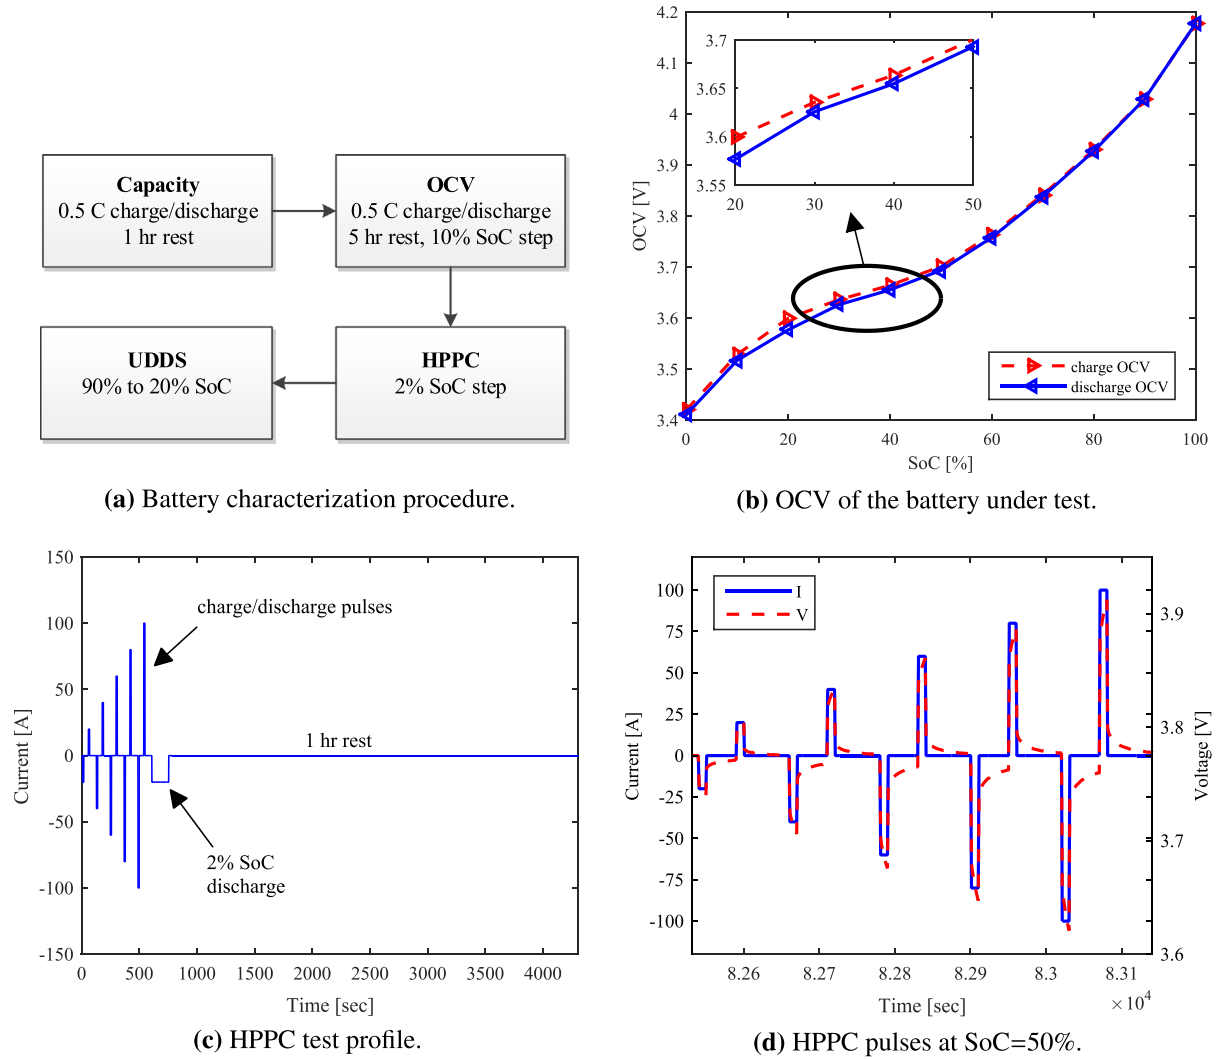 Capacity
0.5 C charge/discharge
1 hr rest
OCV
0.5 C charge/discharge
5 hr rest, 10% SoC step
UDDS
90% to 20% SoC
HPPC
2% SoC step
(a) Battery characterization procedure.
4.2
4.1
4
3.9
3.8
3.7
3.6
3.5
3.4
OCV [V]
3.7
3.65
3.6
3.55
20
30
40
50
charge OCV
discharge OCV
0
20
40
60
80
100
SoC [%]
(b) OCV of the battery under test.
150
100
50
0
-50
-100
-150
Current [A]
charge/discharge pulses
1 hr rest
2% SoC
discharge
0
500
1000
1500
2000
2500
3000
3500
4000
Time [sec]
(c) HPPC test profile.
I
V
100
75
50
25
0
-25
-50
-75
-100
Current [A]
3.9
3.8
3.7
3.6
Voltage [V]
8.26
8.27
8.28
8.29
8.3
8.31
Time [sec]
×10⁴
(d) HPPC pulses at SoC=50%.